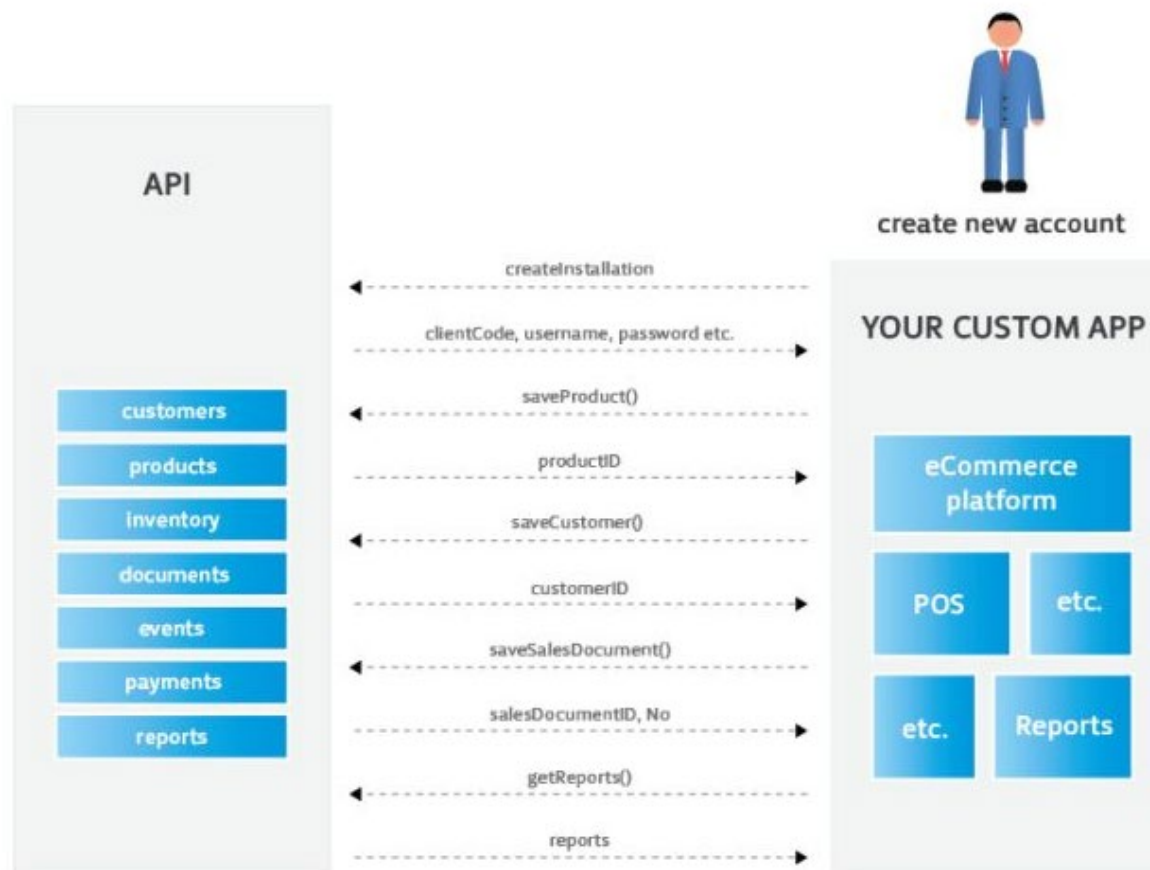 API
customers
products
inventory
documents
events
payments
reports
createInstallation
clientCode, username, password etc.
saveProduct()
productID
saveCustomer()
customerID
saveSalesDocument()
salesDocumentID, No
getReports()
reports
create new account
YOUR CUSTOM APP
eCommerce
platform
POS
etc.
etc.
Reports